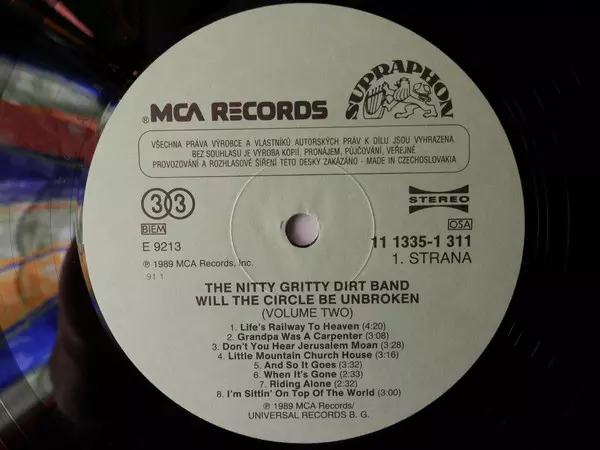 ® MCA RECORDS
SUPRAPHON
VŠECHNA PRÁVA VÝROBCE A VLASTNÍKŮ AUTORSKÝCH PRÁV K DÍLU JSOU VYHRAZENA.
BEZ SOUHLASU JE VÝROBA KOPIÍ, PRONÁJEM, PŮJČOVÁNÍ, VEŘEJNÉ
PROVOZOVÁNÍ A ROZHLASOVÉ ŠÍŘENÍ TÉTO DESKY ZAKÁZÁNO - MADE IN CZECHOSLOVAKIA
33
BIEM
E 9213
℗ 1989 MCA Records, Inc.
91 1
STEREO
OSA
11 1335-1 311
1. STRANA
THE NITTY GRITTY DIRT BAND
WILL THE CIRCLE BE UNBROKEN
(VOLUME TWO)
1. Life's Railway To Heaven (4:20)
2. Grandpa Was A Carpenter (3:08)
3. Don't You Hear Jerusalem Moan (3:28)
4. Little Mountain Church House (3:16)
5. And So It Goes (2:32)
6. When It's Gone (2:33)
7. Riding Alone (2:32)
8. I'm Sittin' On Top Of The World (3:00)
℗ 1989 MCA Records/
UNIVERSAL RECORDS B. G.